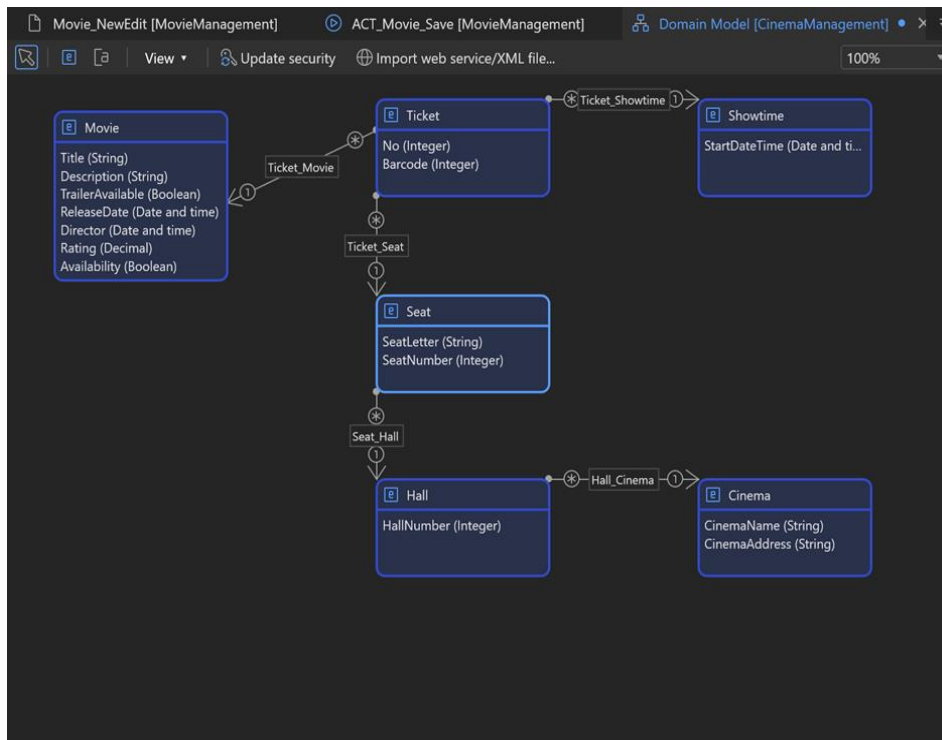 Movie_NewEdit [MovieManagement]
ACT_Movie_Save [MovieManagement]
Domain Model [CinemaManagement]
View
Update security
Import web service/XML file...
100%
Movie
Title (String)
Description (String)
TrailerAvailable (Boolean)
ReleaseDate (Date and time)
Director (Date and time)
Rating (Decimal)
Availability (Boolean)
*
Ticket_Movie
1
Ticket
No (Integer)
Barcode (Integer)
*
Ticket_Showtime
1
Showtime
StartDateTime (Date and ti...
*
Ticket_Seat
1
Seat
SeatLetter (String)
SeatNumber (Integer)
*
Seat_Hall
1
Hall
HallNumber (Integer)
*
Hall_Cinema
1
Cinema
CinemaName (String)
CinemaAddress (String)